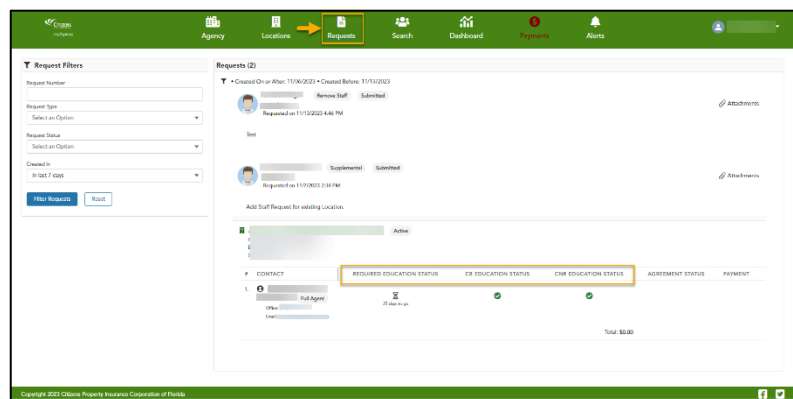 CITIZENS
myAgency
Agency
Locations
Requests
Search
Dashboard
Payments
Alerts
Request Filters
Request Number
Request Type
Select an Option
Request Status
Select an Option
Created In
In last 7 days
Filter Requests
Reset
Requests (2)
• Created On or After: 11/06/2023 • Created Before: 11/13/2023
Remove Staff Submitted
Requested on 11/13/2023 4:46 PM
Attachments
Test
Supplemental Submitted
Requested on 11/7/2023 2:34 PM
Attachments
Add Staff Request for existing Location.
Active
# CONTACT REQUIRED EDUCATION STATUS CR EDUCATION STATUS CNR EDUCATION STATUS AGREEMENT STATUS PAYMENT
1.
Full Agent
days to go
Office:
Email:
Total: $0.00
Copyright 2023 Citizens Property Insurance Corporation of Florida